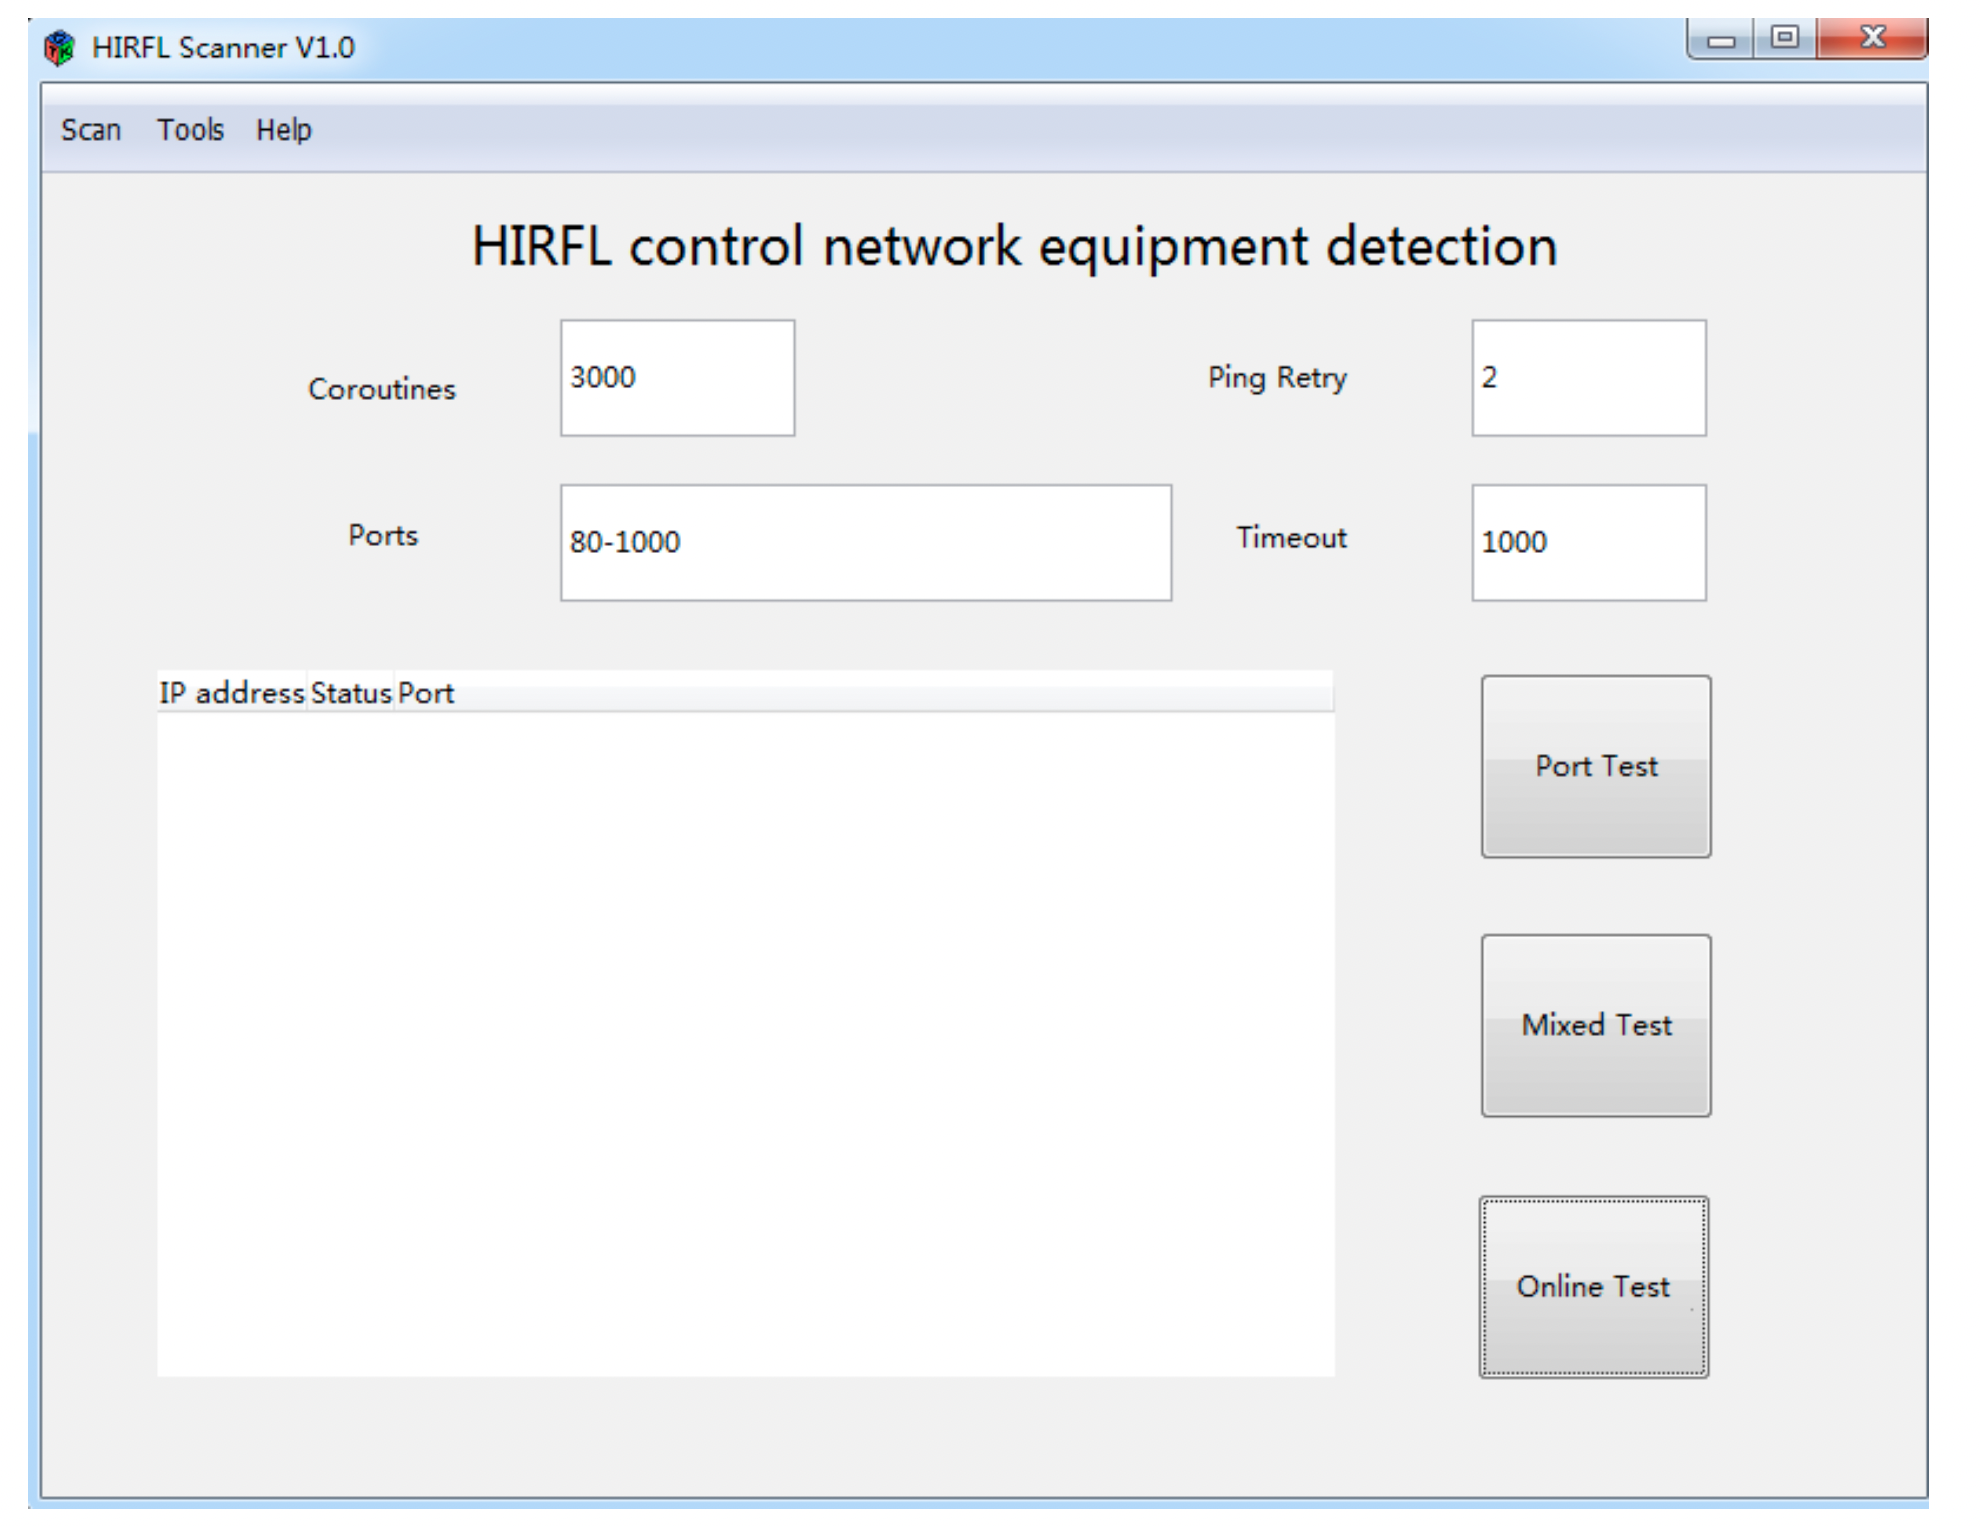 HIRFL Scanner V1.0
Scan Tools Help
HIRFL control network equipment detection
Coroutines 3000 Ping Retry 2
Ports 80-1000 Timeout 1000
IP address Status Port
Port Test
Mixed Test
Online Test